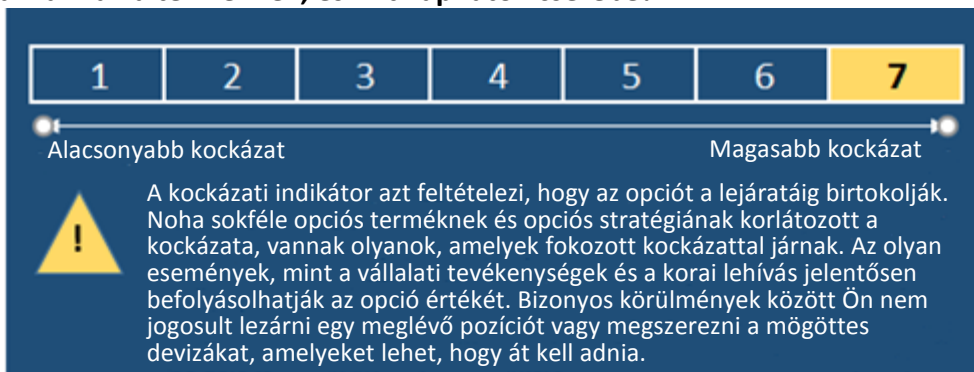 1 2 3 4 5 6 7
Alacsonyabb kockázat Magasabb kockázat
A kockázati indikátor azt feltételezi, hogy az opciót a lejáratáig birtokolják.
Noha sokféle opciós terméknek és opciós stratégiának korlátozott a
kockázata, vannak olyanok, amelyek fokozott kockázattal járnak. Az olyan
események, mint a vállalati tevékenységek és a korai lehívás jelentősen
befolyásolhatják az opció értékét. Bizonyos körülmények között Ön nem
jogosult lezárni egy meglévő pozíciót vagy megszerezni a mögöttes
devizákat, amelyeket lehet, hogy át kell adnia.
!